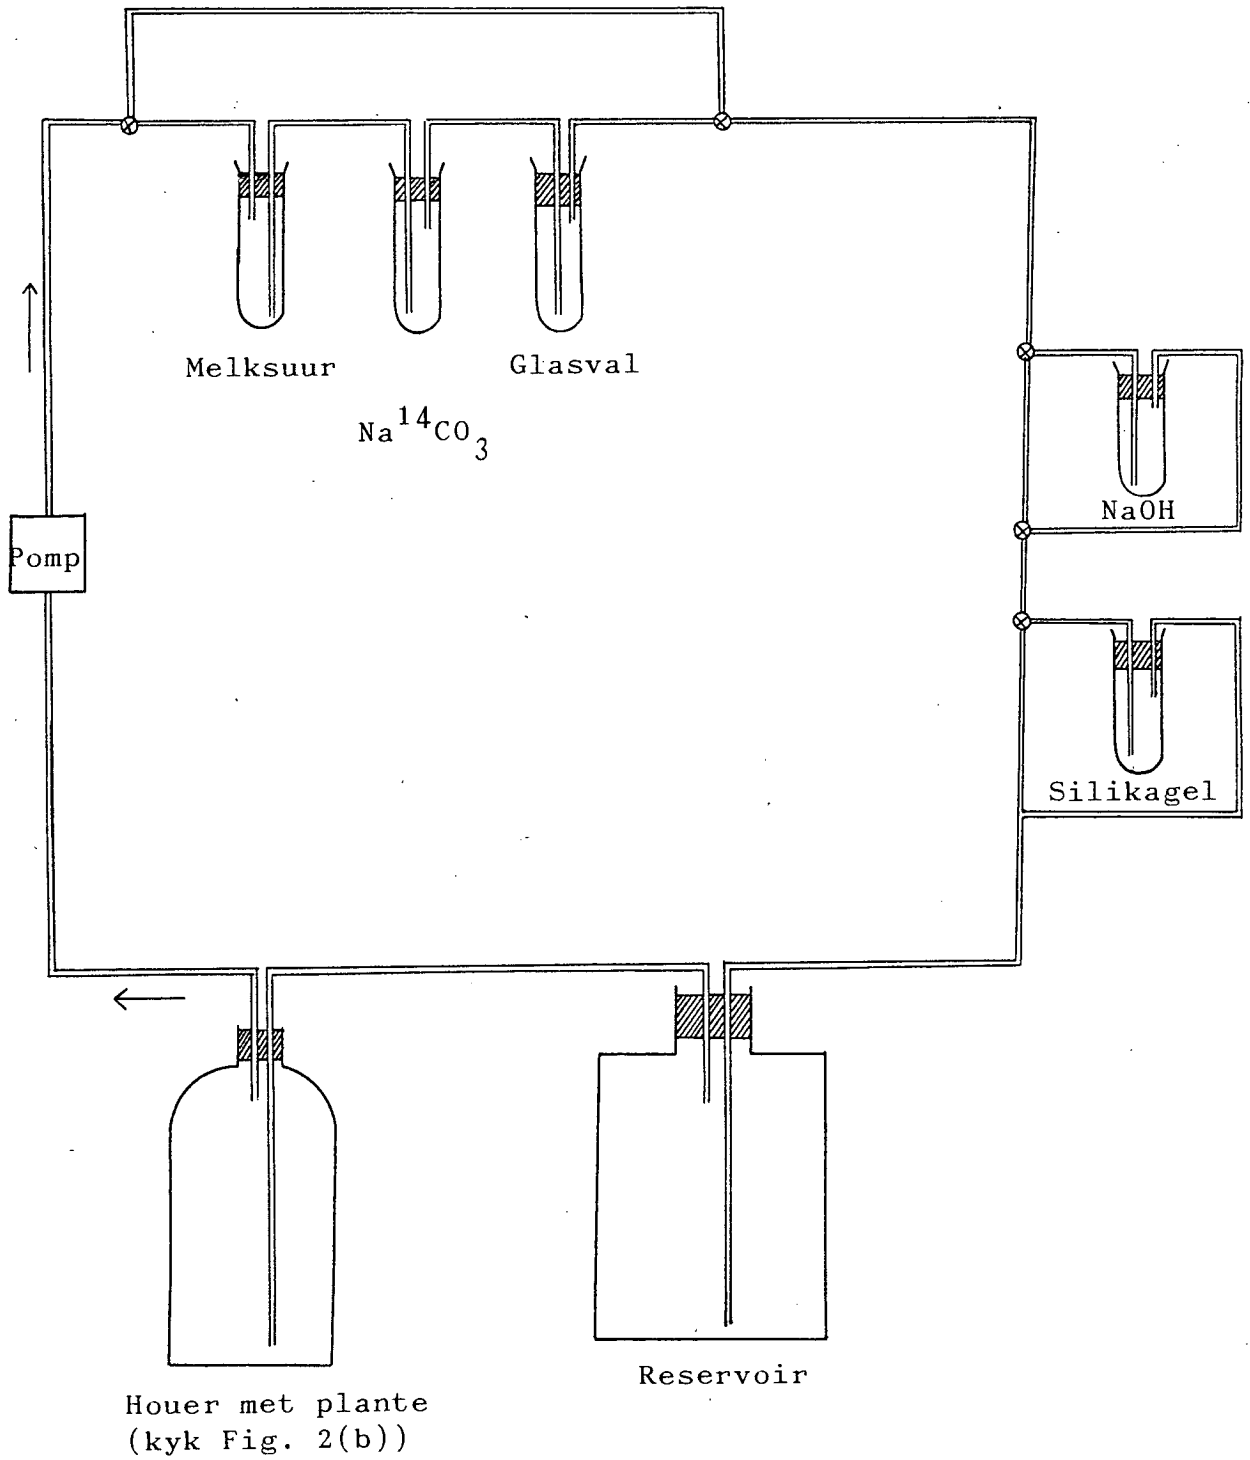 Melksuur
Glasval
Na¹⁴CO₃
NaOH
Pomp
Silikagel
Reservoir
Houer met plante
(kyk Fig. 2(b))